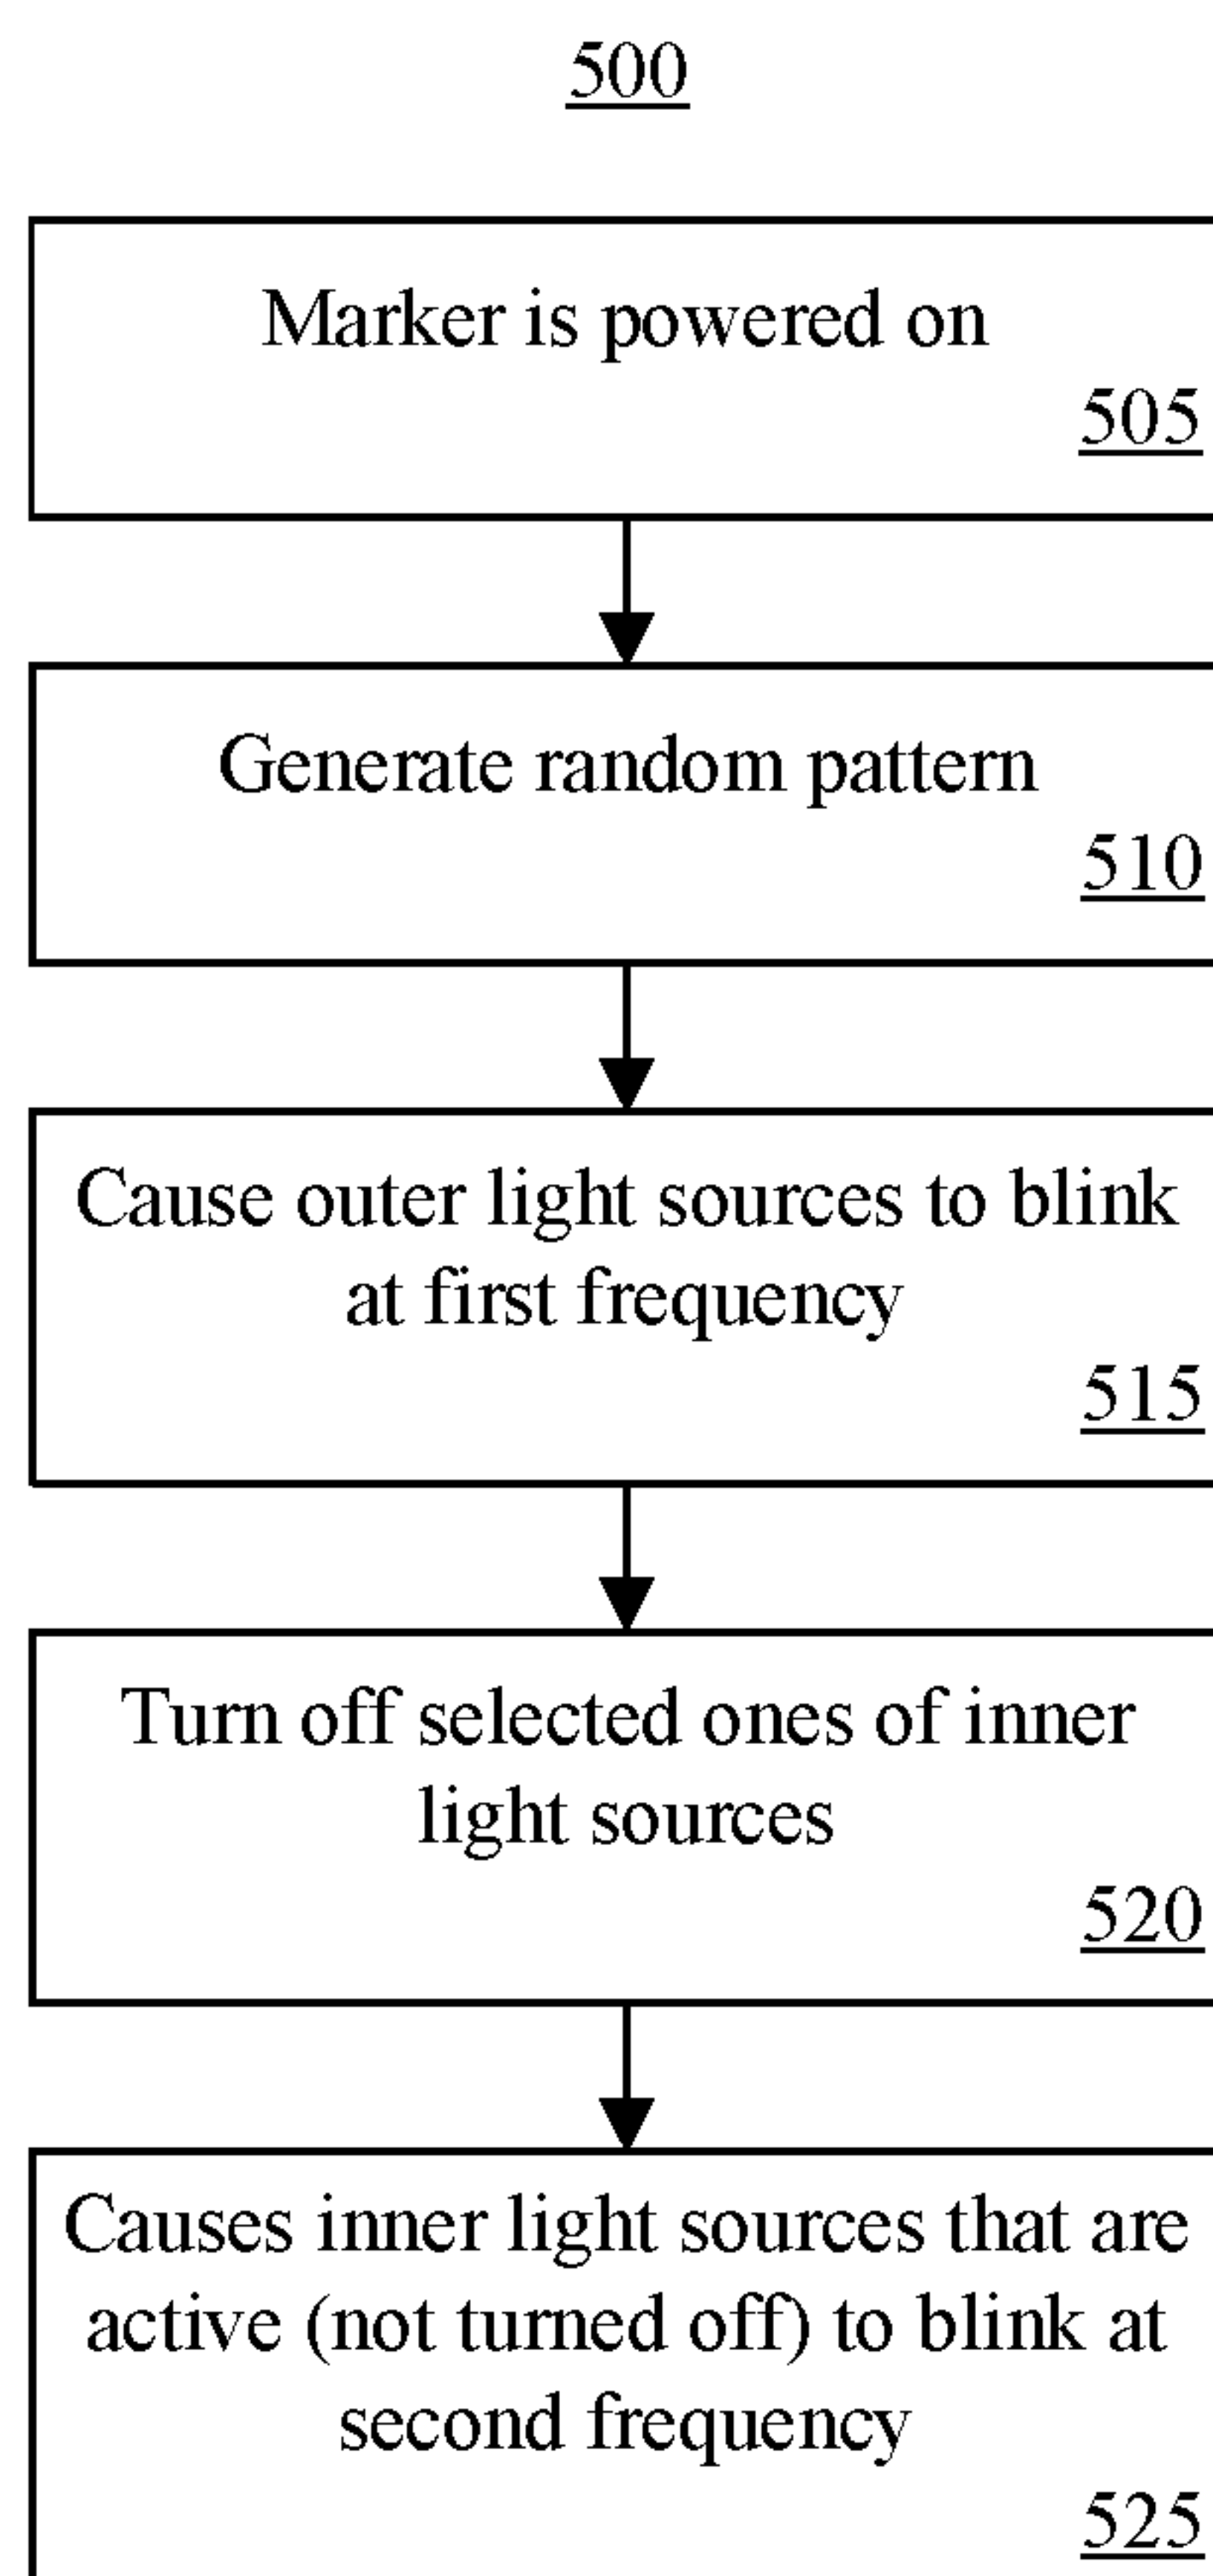 500
Marker is powered on
505
Generate random pattern
510
Cause outer light sources to blink
at first frequency
515
Turn off selected ones of inner
light sources
520
Causes inner light sources that are
active (not turned off) to blink at
second frequency
525